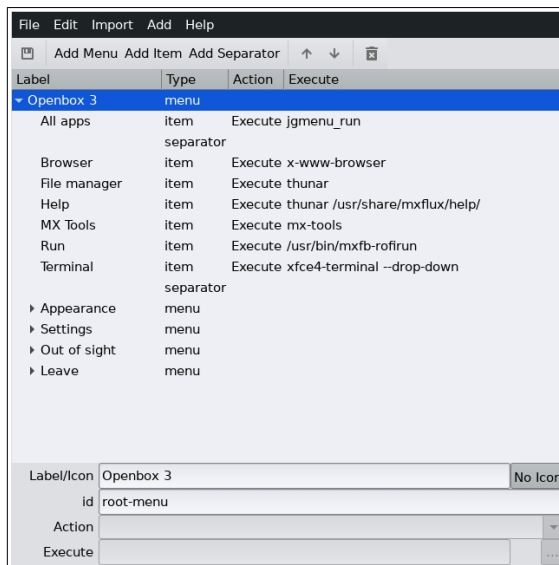 File Edit Import Add Help
Add Menu Add Item Add Separator
Label Type Action Execute
Openbox 3 menu
All apps item Execute jgmenu_run
separator
Browser item Execute x-www-browser
File manager item Execute thunar
Help item Execute thunar /usr/share/mxflux/help/
MX Tools item Execute mx-tools
Run item Execute /usr/bin/mxfb-rofirun
Terminal item Execute xfce4-terminal --drop-down
separator
Appearance menu
Settings menu
Out of sight menu
Leave menu
Label/Icon Openbox 3 No Icon
id root-menu
Action
Execute ...